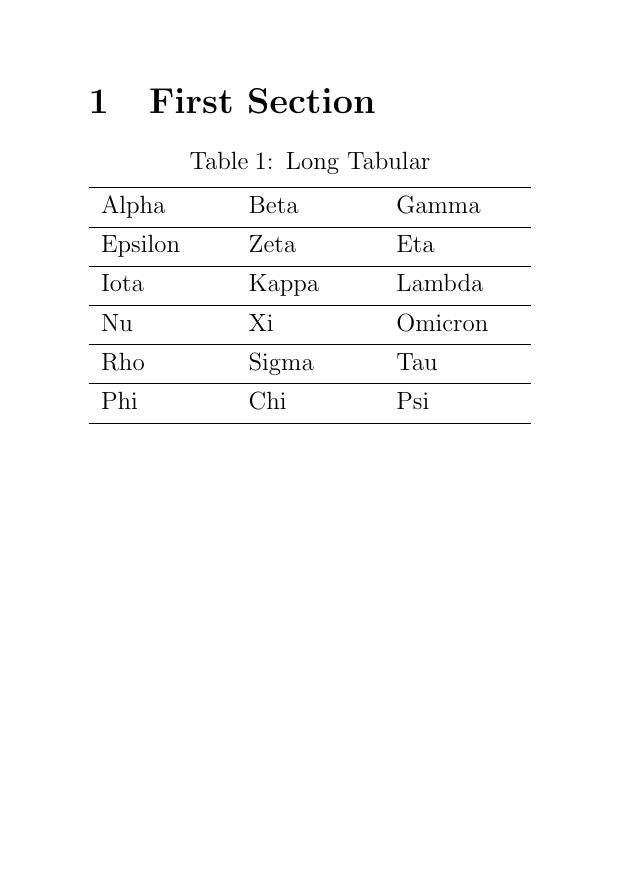 1 First Section
Table 1: Long Tabular
Alpha Beta Gamma
Epsilon Zeta Eta
Iota Kappa Lambda
Nu Xi Omicron
Rho Sigma Tau
Phi Chi Psi